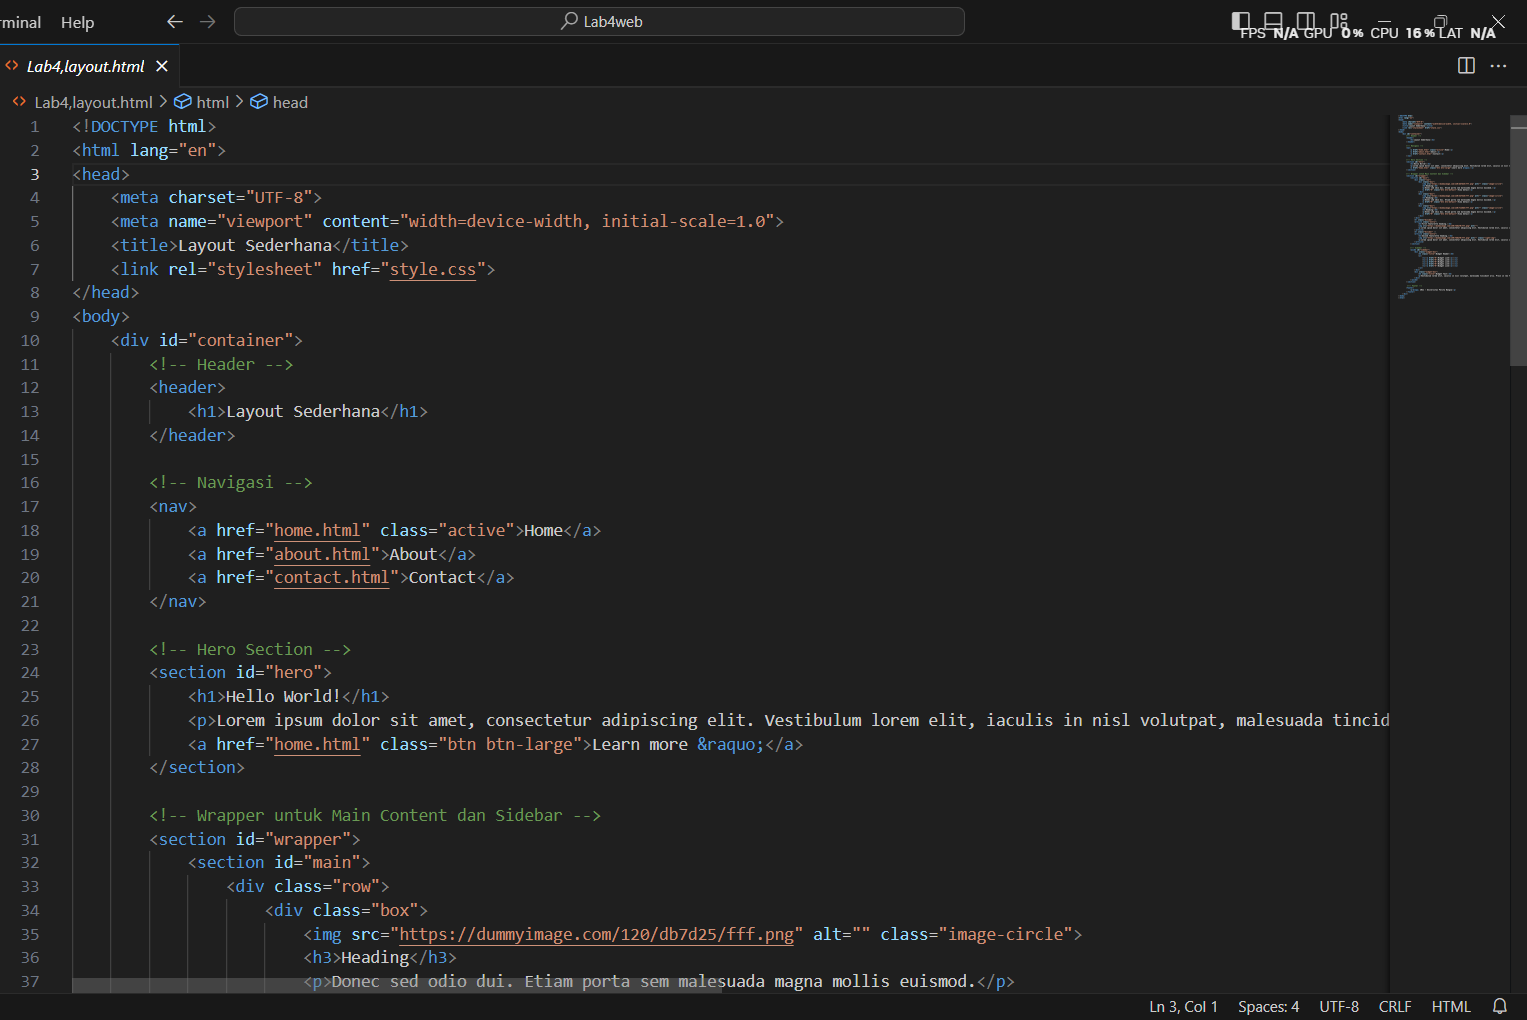 rminal Help Lab4web
FPS N/A GPU 0% CPU 16% LAT N/A
Lab4,layout.html
Lab4,layout.html > html > head
1 <!DOCTYPE html>
2 <html lang="en">
3 <head>
4 <meta charset="UTF-8">
5 <meta name="viewport" content="width=device-width, initial-scale=1.0">
6 <title>Layout Sederhana</title>
7 <link rel="stylesheet" href="style.css">
8 </head>
9 <body>
10 <div id="container">
11 <!-- Header -->
12 <header>
13 <h1>Layout Sederhana</h1>
14 </header>
15
16 <!-- Navigasi -->
17 <nav>
18 <a href="home.html" class="active">Home</a>
19 <a href="about.html">About</a>
20 <a href="contact.html">Contact</a>
21 </nav>
22
23 <!-- Hero Section -->
24 <section id="hero">
25 <h1>Hello World!</h1>
26 <p>Lorem ipsum dolor sit amet, consectetur adipiscing elit. Vestibulum lorem elit, iaculis in nisl volutpat, malesuada tincid
27 <a href="home.html" class="btn btn-large">Learn more &raquo;</a>
28 </section>
29
30 <!-- Wrapper untuk Main Content dan Sidebar -->
31 <section id="wrapper">
32 <section id="main">
33 <div class="row">
34 <div class="box">
35 <img src="https://dummyimage.com/120/db7d25/fff.png" alt="" class="image-circle">
36 <h3>Heading</h3>
37 <p>Donec sed odio dui. Etiam porta sem malesuada magna mollis euismod.</p>
Ln 3, Col 1 Spaces: 4 UTF-8 CRLF HTML